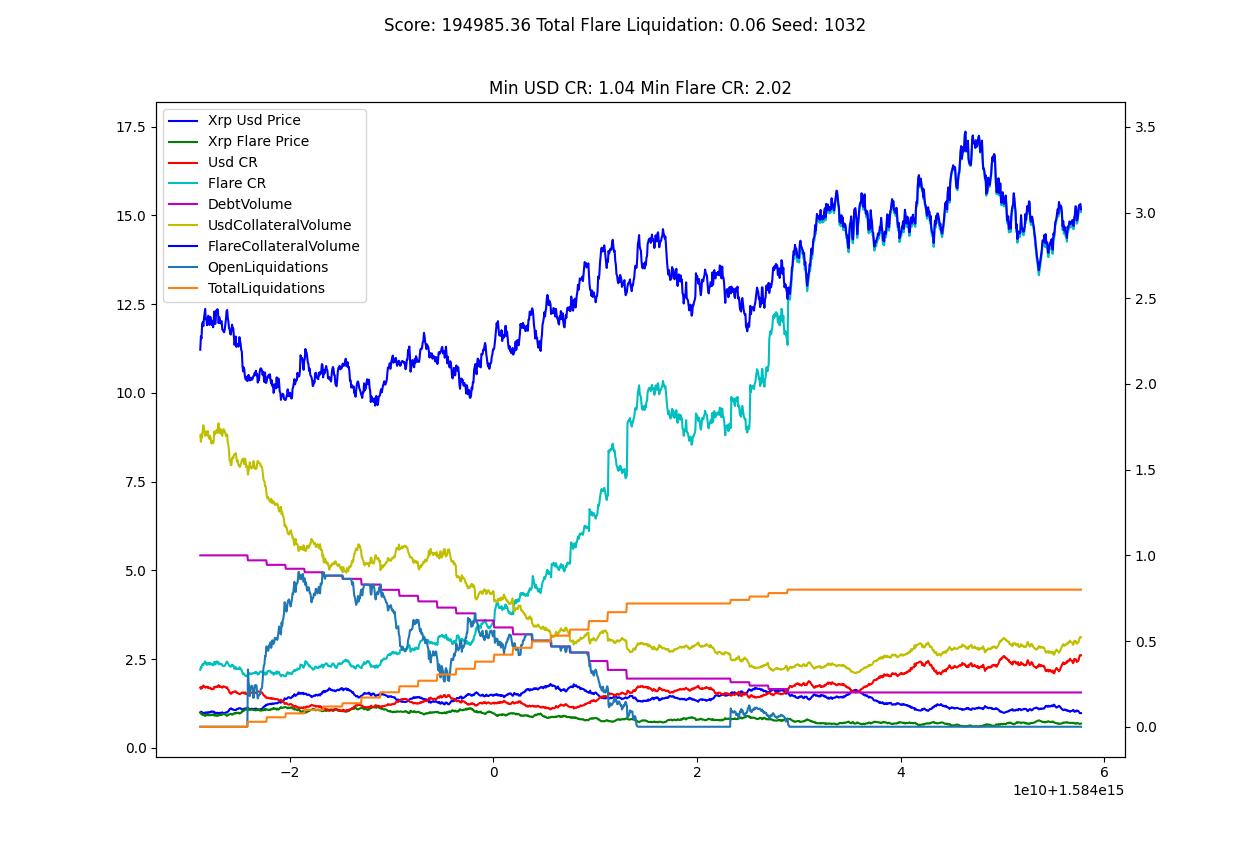 Score: 194985.36 Total Flare Liquidation: 0.06 Seed: 1032
Min USD CR: 1.04 Min Flare CR: 2.02
Xrp Usd Price
Xrp Flare Price
Usd CR
Flare CR
DebtVolume
UsdCollateralVolume
FlareCollateralVolume
OpenLiquidations
TotalLiquidations
17.5
15.0
12.5
10.0
7.5
5.0
2.5
0.0
3.5
3.0
2.5
2.0
1.5
1.0
0.5
0.0
−2 0 2 4 6
1e10+1.584e15